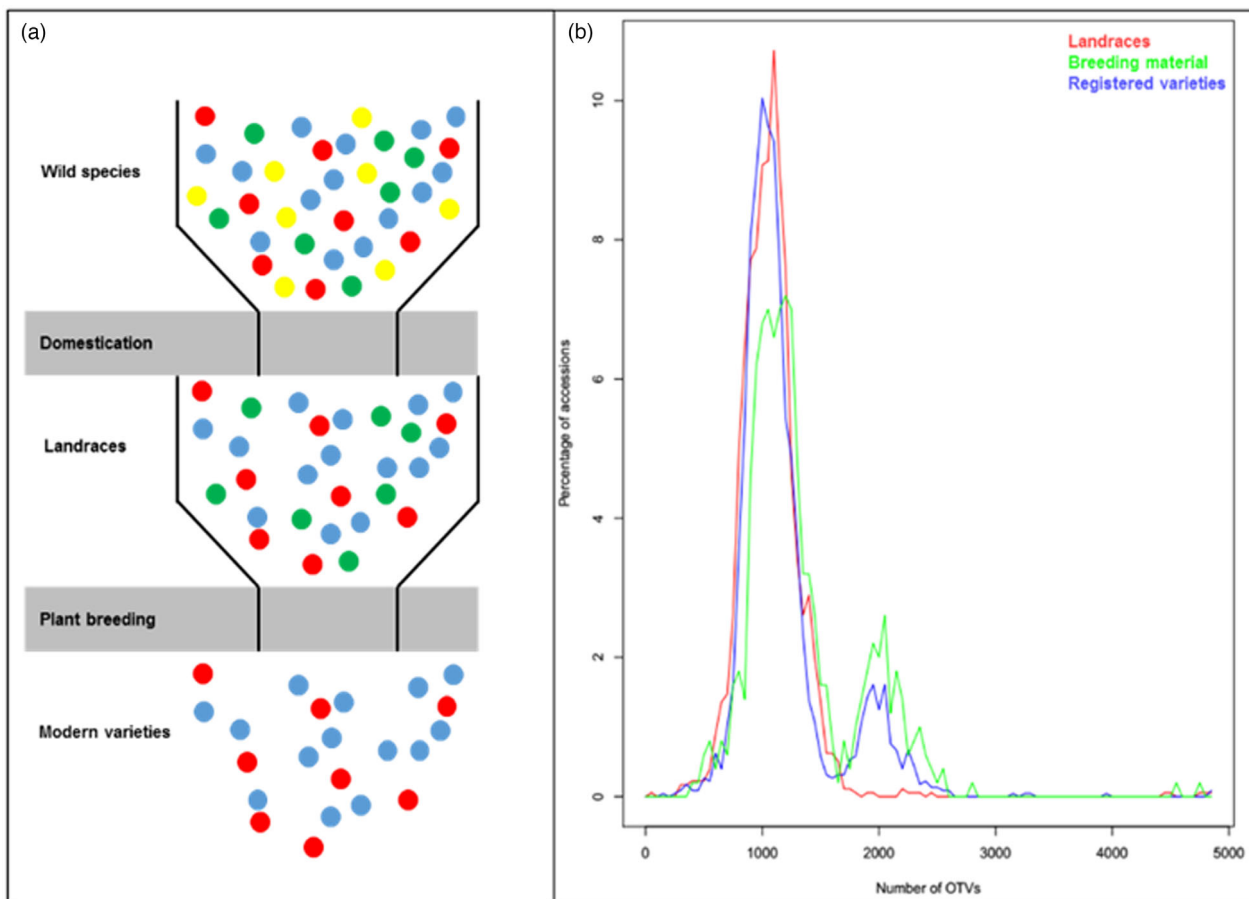 (a)
Wild species
Domestication
Landraces
Plant breeding
Modern varieties
(b)
Landraces
Breeding material
Registered varieties
Percentage of accessions
10
8
6
4
2
0
0 1000 2000 3000 4000 5000
Number of OTVs